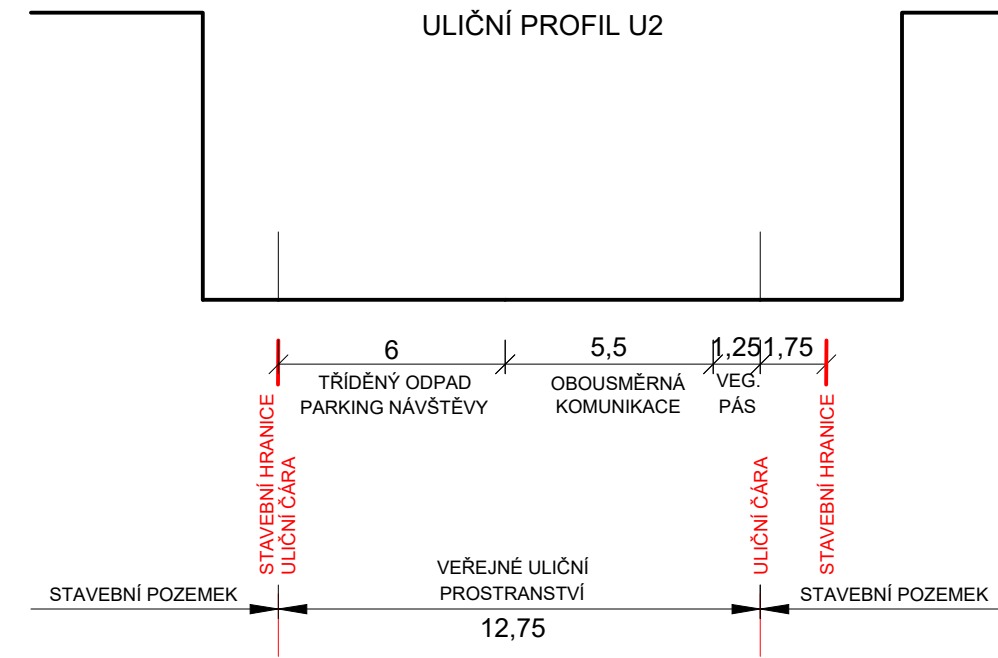 ULIČNÍ PROFIL U2
6
5,5
1,25
1,75
TŘÍDĚNÝ ODPAD
PARKING NÁVŠTĚVY
OBOUSMĚRNÁ
KOMUNIKACE
VEG.
PÁS
STAVEBNÍ HRANICE
ULIČNÍ ČÁRA
ULIČNÍ ČÁRA
STAVEBNÍ HRANICE
STAVEBNÍ POZEMEK
VEŘEJNÉ ULIČNÍ
PROSTRANSTVÍ
12,75
STAVEBNÍ POZEMEK